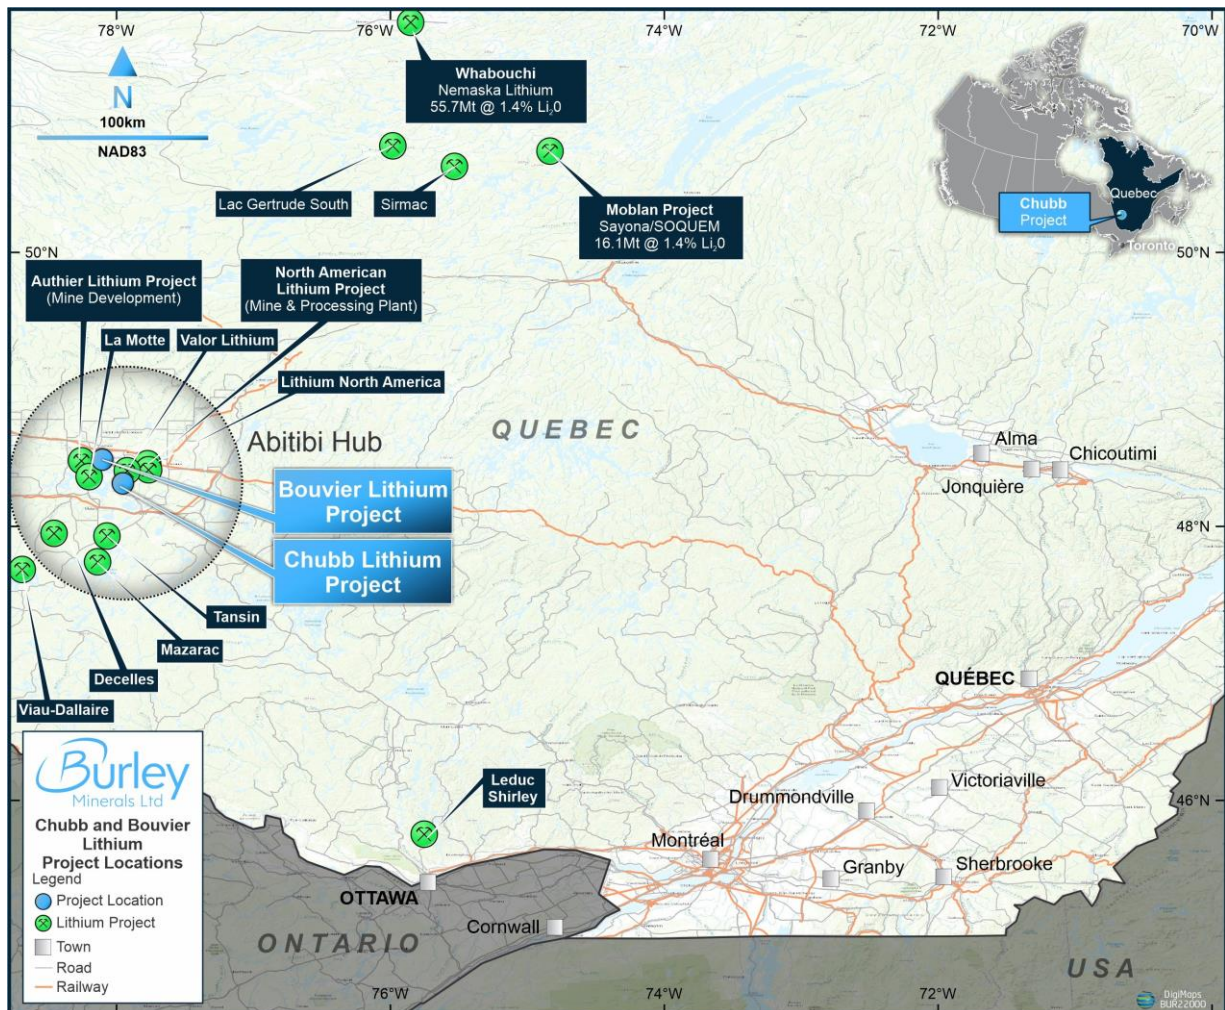 78°W
76°W
74°W
72°W
70°W
N
100km
NAD83
Whabouchi
Nemaska Lithium
55.7Mt @ 1.4% Li₂0
Lac Gertrude South
Sirmac
Moblan Project
Sayona/SOQUEM
16.1Mt @ 1.4% Li₂0
Quebec
Chubb
Project
Toronto
50°N
50°N
Authier Lithium Project
(Mine Development)
North American
Lithium Project
(Mine & Processing Plant)
La Motte
Valor Lithium
Lithium North America
Abitibi Hub
QUEBEC
Bouvier Lithium
Project
Chubb Lithium
Project
Alma
Chicoutimi
Jonquière
48°N
Tansin
Mazarac
Decelles
Viau-Dallaire
QUÉBEC
Leduc
Shirley
Victoriaville
Drummondville
46°N
Montréal
Granby
Sherbrooke
OTTAWA
Cornwall
ONTARIO
USA
Burley
Minerals Ltd
Chubb and Bouvier
Lithium
Project Locations
Legend
Project Location
Lithium Project
Town
Road
Railway
76°W
74°W
72°W
DigiMaps
BUR22000